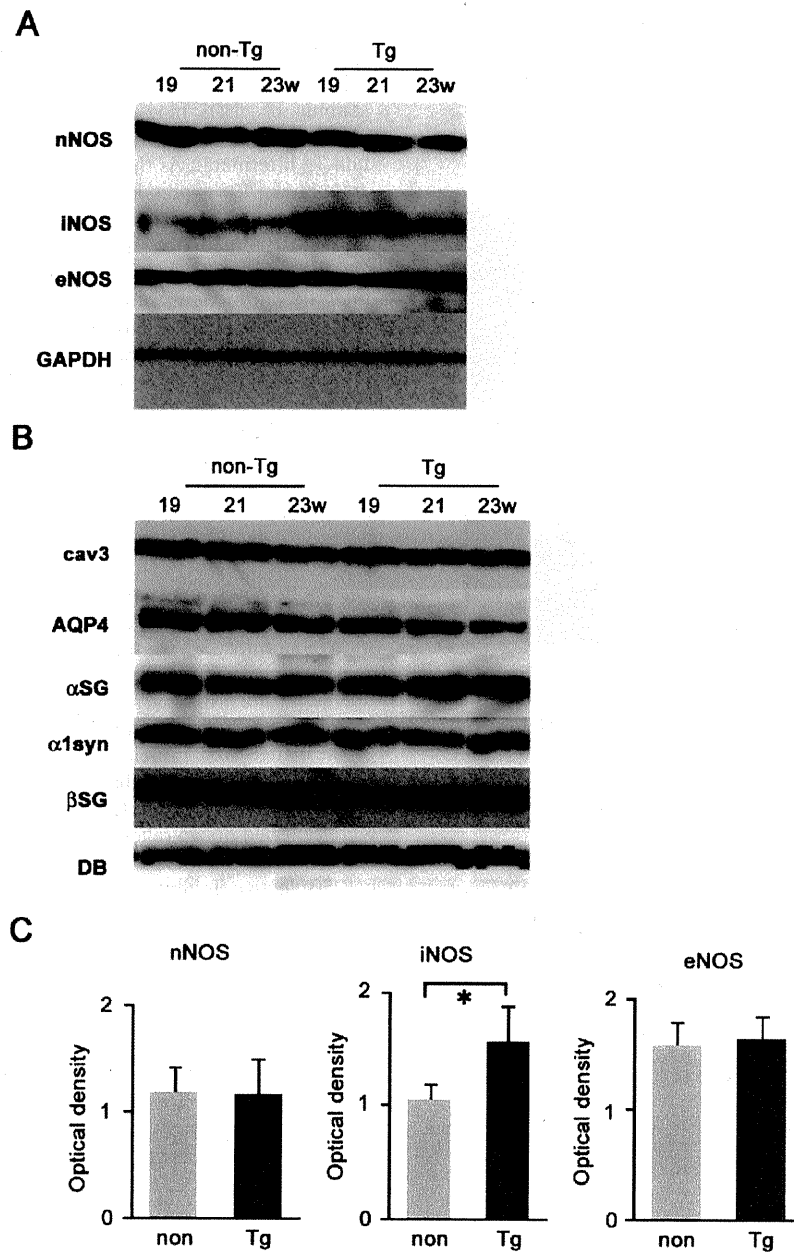 A
non-Tg Tg
19 21 23w 19 21 23w
nNOS
iNOS
eNOS
GAPDH
B
non-Tg Tg
19 21 23w 19 21 23w
cav3
AQP4
αSG
α1syn
βSG
DB
C
nNOS
2
1
0
Optical density
non Tg
iNOS
*
2
1
0
Optical density
non Tg
eNOS
2
1
0
Optical density
non Tg